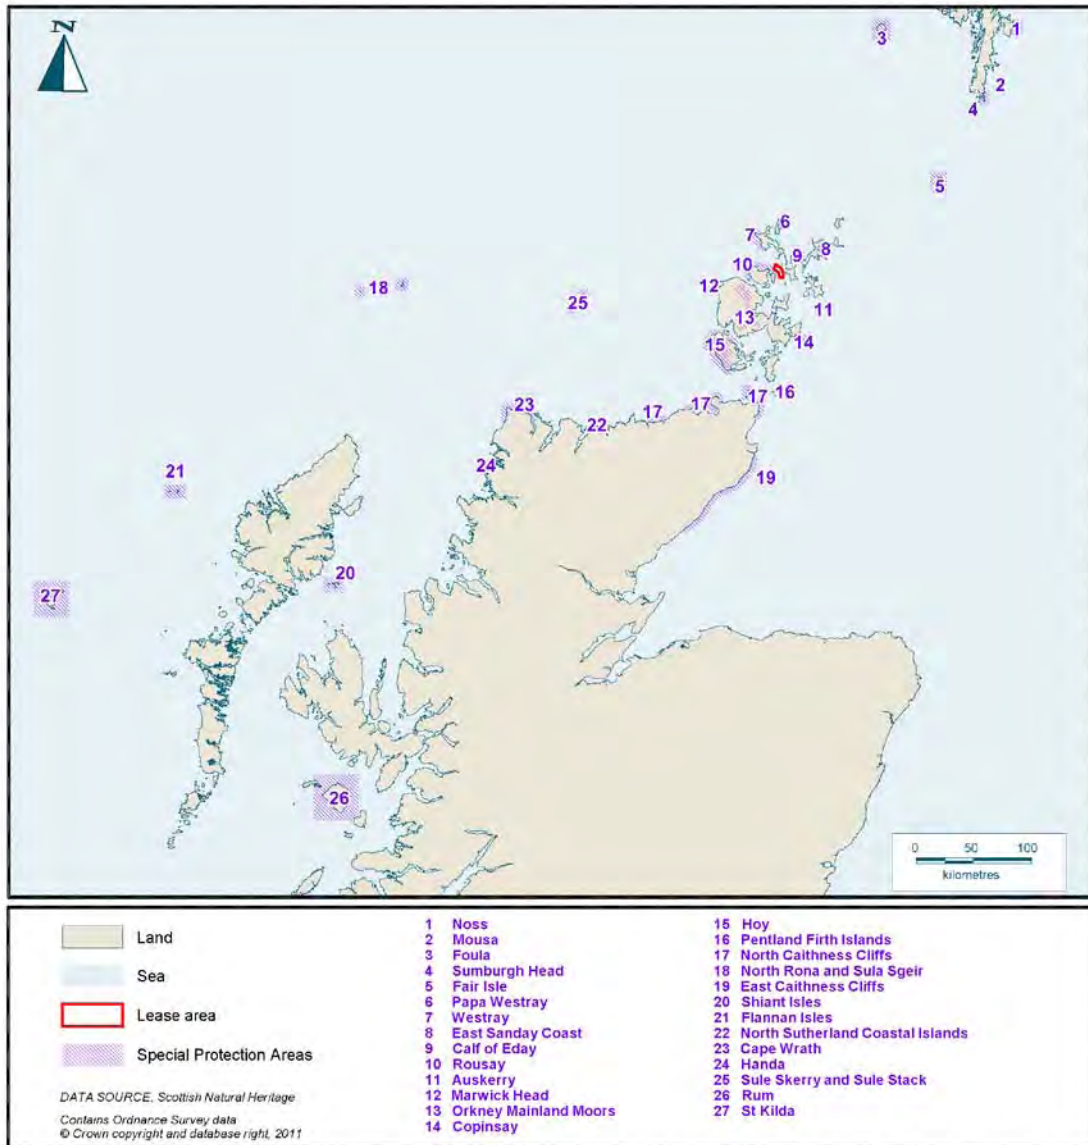 N
3
1
2
4
5
6
7
8
9
10
12
11
13
14
15
16
17
17
17
18
25
23
22
24
19
21
20
27
26
0 50 100
kilometres
Land
Sea
Lease area
Special Protection Areas
DATA SOURCE, Scottish Natural Heritage
Contains Ordnance Survey data
© Crown copyright and database right, 2011
1 Noss
2 Mousa
3 Foula
4 Sumburgh Head
5 Fair Isle
6 Papa Westray
7 Westray
8 East Sanday Coast
9 Calf of Eday
10 Rousay
11 Auskerry
12 Marwick Head
13 Orkney Mainland Moors
14 Copinsay
15 Hoy
16 Pentland Firth Islands
17 North Caithness Cliffs
18 North Rona and Sula Sgeir
19 East Caithness Cliffs
20 Shiant Isles
21 Flannan Isles
22 North Sutherland Coastal Islands
23 Cape Wrath
24 Handa
25 Sule Skerry and Sule Stack
26 Rum
27 St Kilda